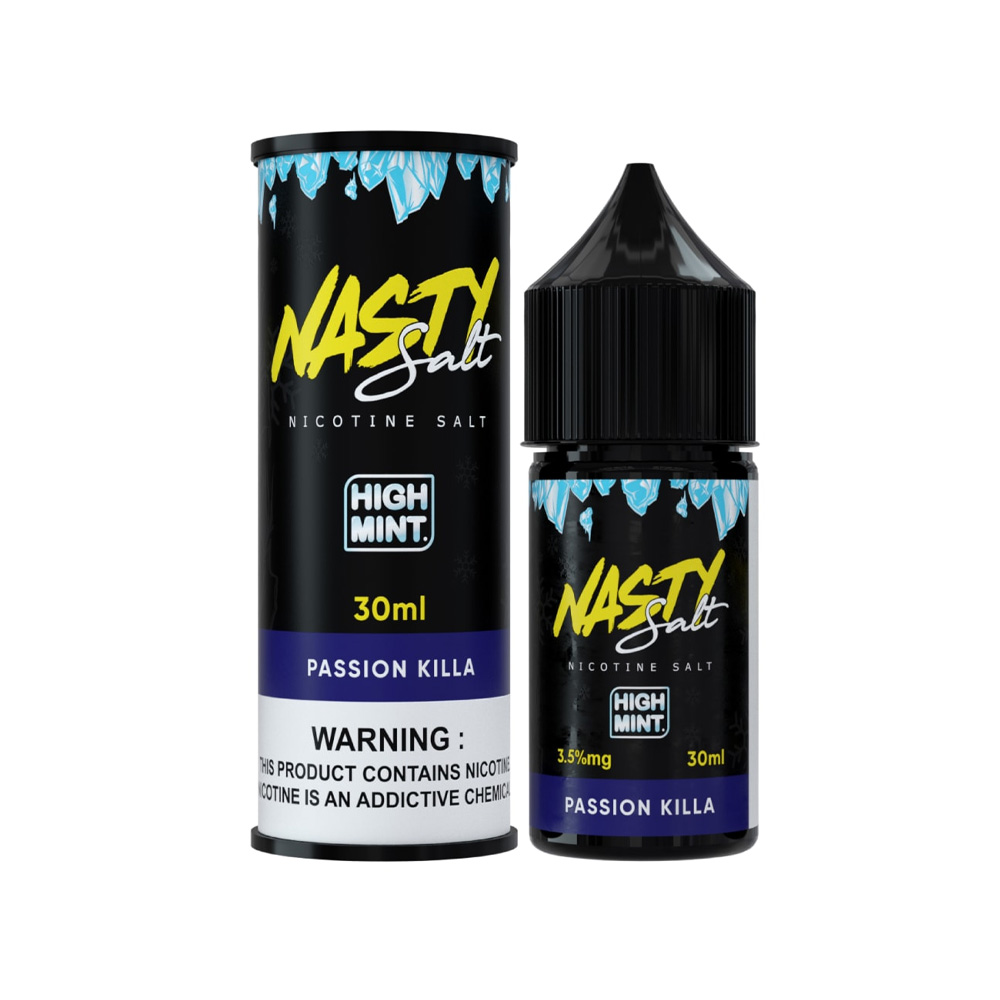 NASTY
Salt
NICOTINE SALT
HIGH
MINT.
30ml
PASSION KILLA
WARNING :
THIS PRODUCT CONTAINS NICOTINE
NICOTINE IS AN ADDICTIVE CHEMICAL
NASTY
Salt
NICOTINE SALT
HIGH
MINT.
3.5%mg 30ml
PASSION KILLA